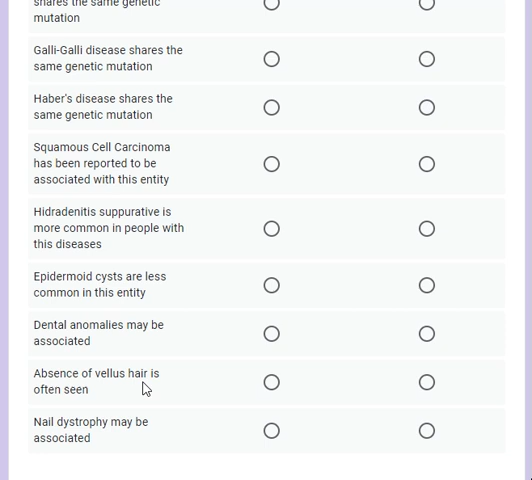 shares the same genetic
mutation
Galli-Galli disease shares the
same genetic mutation
Haber's disease shares the
same genetic mutation
Squamous Cell Carcinoma
has been reported to be
associated with this entity
Hidradenitis suppurative is
more common in people with
this diseases
Epidermoid cysts are less
common in this entity
Dental anomalies may be
associated
Absence of vellus hair is
often seen
Nail dystrophy may be
associated